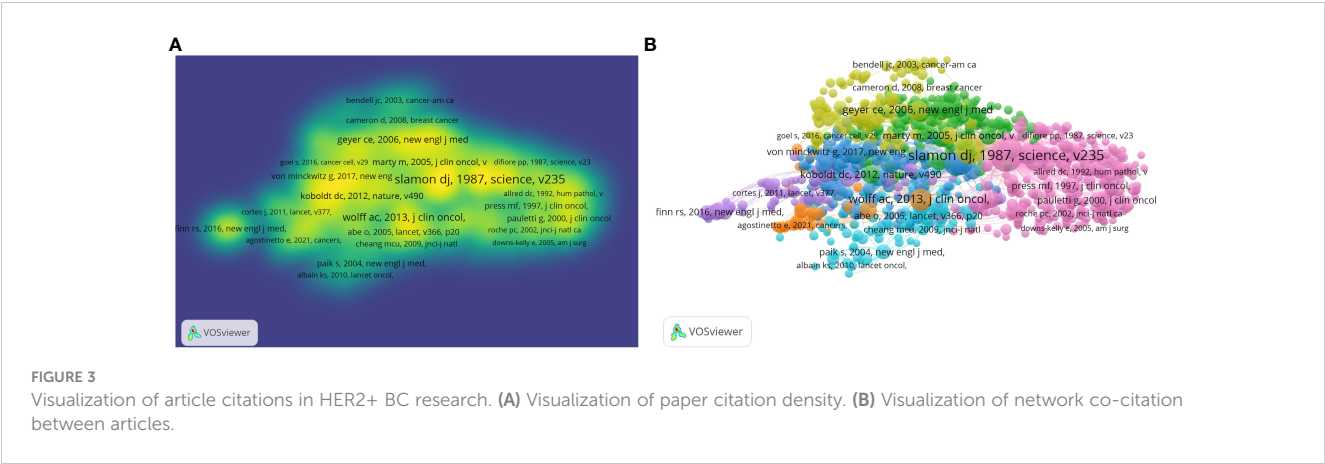 A
bendell jc, 2003, cancer-am ca
cameron d, 2008, breast cancer
geyer ce, 2006, new engl j med
goel s, 2016, cancer cell, v29
marty m, 2005, j clin oncol, v
difiore pp, 1987, science, v23
von minckwitz g, 2017, new eng
slamon dj, 1987, science, v235
koboldt dc, 2012, nature, v490
allred dc, 1992, hum pathol, v
press mf, 1997, j clin oncol,
cortes j, 2011, lancet, v377,
wolff ac, 2013, j clin oncol,
pauletti g, 2000, j clin oncol
finn rs, 2016, new engl j med,
abe o, 2005, lancet, v366, p20
roche pc, 2002, jnci-j natl ca
agostinetto e, 2021, cancers,
cheang mcu, 2009, jnci-j natl
downs-kelly e, 2005, am j surg
paik s, 2004, new engl j med,
albain ks, 2010, lancet oncol,
VOSviewer
B
bendell jc, 2003, cancer-am ca
cameron d, 2008, breast cancer
geyer ce, 2006, new engl j med
goel s, 2016, cancer cell, v29,
marty m, 2005, j clin oncol, v
difiore pp, 1987, science, v23
von minckwitz g, 2017, new eng
slamon dj, 1987, science, v235
koboldt dc, 2012, nature, v490
allred dc, 1992, hum pathol, v
press mf, 1997, j clin oncol,
cortes j, 2011, lancet, v377,
wolff ac, 2013, j clin oncol,
pauletti g, 2000, j clin oncol
finn rs, 2016, new engl j med,
abe o, 2005, lancet, v366, p20
roche pc, 2002, jnci-j natl ca
agostinetto e, 2021, cancers,
cheang mcu, 2009, jnci-j natl
downs-kelly e, 2005, am j surg
paik s, 2004, new engl j med,
albain ks, 2010, lancet oncol,
VOSviewer
FIGURE 3
Visualization of article citations in HER2+ BC research. (A) Visualization of paper citation density. (B) Visualization of network co-citation
between articles.